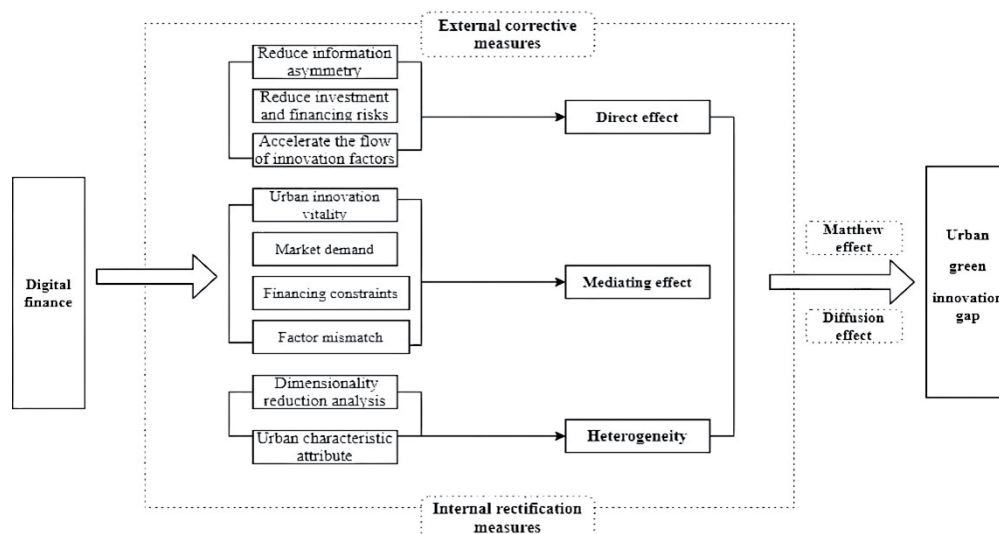 External corrective
measures
Reduce information
asymmetry
Reduce investment
and financing risks
Accelerate the flow
of innovation factors
Direct effect
Digital
finance
Urban innovation
vitality
Market demand
Financing constraints
Factor mismatch
Mediating effect
Dimensionality
reduction analysis
Urban characteristic
attribute
Heterogeneity
Matthew
effect
Diffusion
effect
Urban
green
innovation
gap
Internal rectification
measures